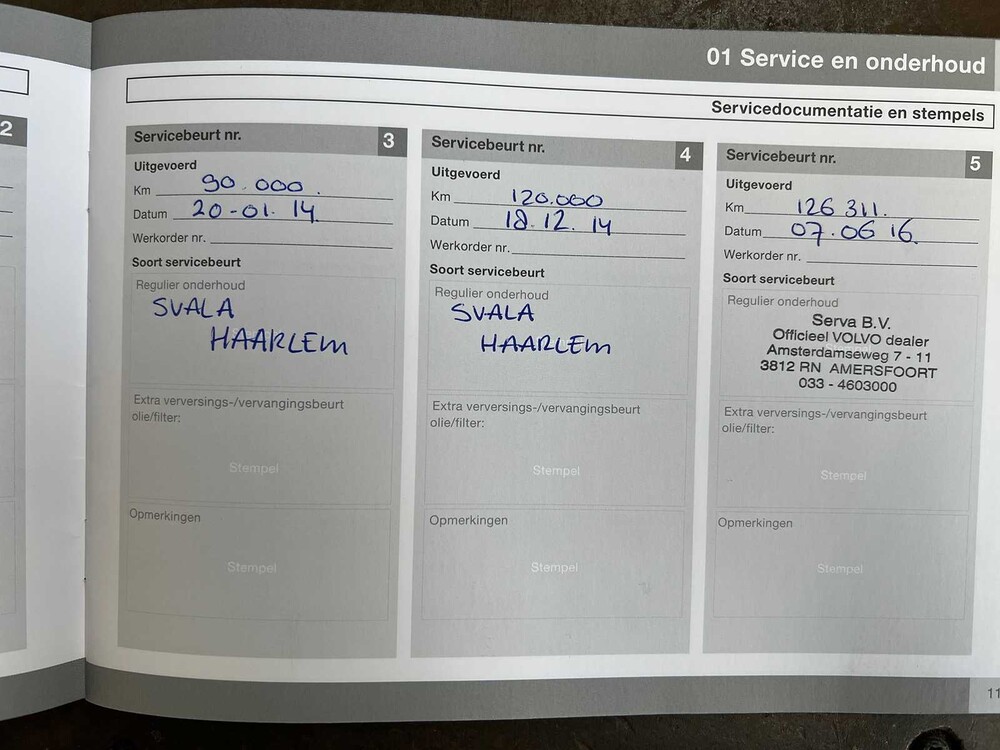 01 Service en onderhoud
Servicedocumentatie en stempels
2
Servicebeurt nr. 3
Uitgevoerd
Km 90.000.
Datum 20-01.14.
Werkorder nr.
Soort servicebeurt
Regulier onderhoud
SVALA
HAARLEM
Extra verversings-/vervangingsbeurt
olie/filter:
Stempel
Opmerkingen
Stempel
Servicebeurt nr. 4
Uitgevoerd
Km 120.000
Datum 18.12.14
Werkorder nr.
Soort servicebeurt
Regulier onderhoud
SVALA
HAARLEM
Extra verversings-/vervangingsbeurt
olie/filter:
Stempel
Opmerkingen
Stempel
Servicebeurt nr. 5
Uitgevoerd
Km 126 311.
Datum 07.06 16.
Werkorder nr.
Soort servicebeurt
Regulier onderhoud
Serva B.V.
Officieel VOLVO dealer
Amsterdamseweg 7 - 11
3812 RN AMERSFOORT
033 - 4603000
Extra verversings-/vervangingsbeurt
olie/filter:
Stempel
Opmerkingen
Stempel
11